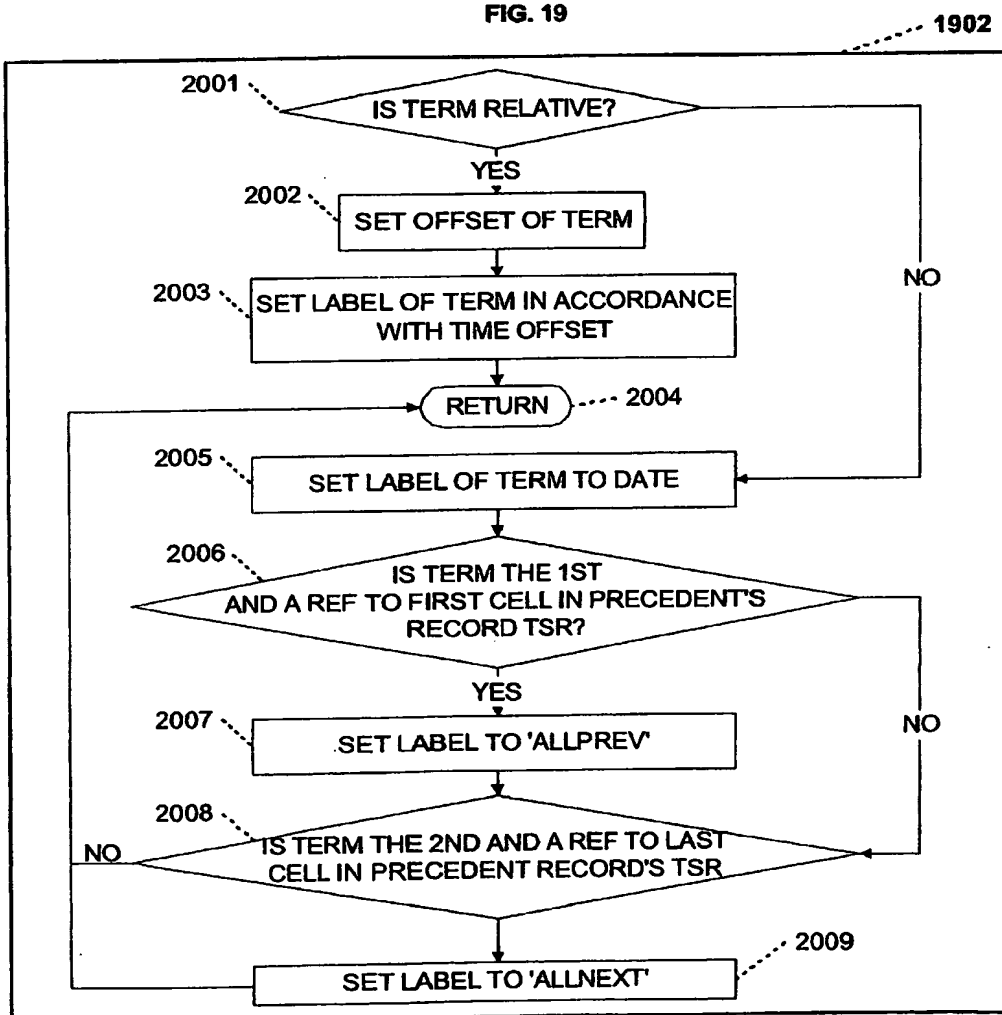 FIG. 19
1902
2001
IS TERM RELATIVE?
YES
2002
SET OFFSET OF TERM
NO
2003
SET LABEL OF TERM IN ACCORDANCE
WITH TIME OFFSET
RETURN
2004
2005
SET LABEL OF TERM TO DATE
2006
IS TERM THE 1ST
AND A REF TO FIRST CELL IN PRECEDENT'S
RECORD TSR?
YES
NO
2007
SET LABEL TO 'ALLPREV'
2008
IS TERM THE 2ND AND A REF TO LAST
CELL IN PRECEDENT RECORD'S TSR
NO
2009
SET LABEL TO 'ALLNEXT'